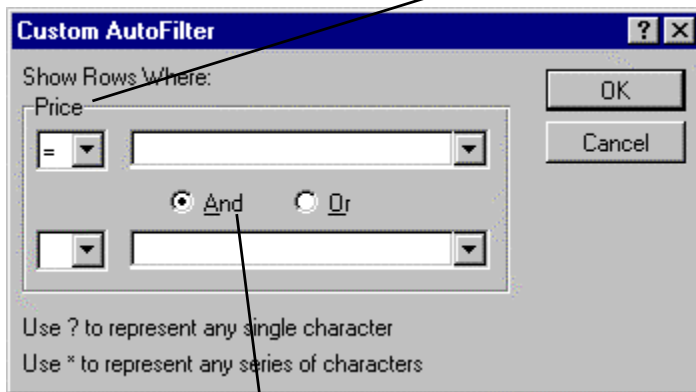 Custom AutoFilter
Show Rows Where:
Price
OK
=
Cancel
And Or
Use ? to represent any single character
Use * to represent any series of characters